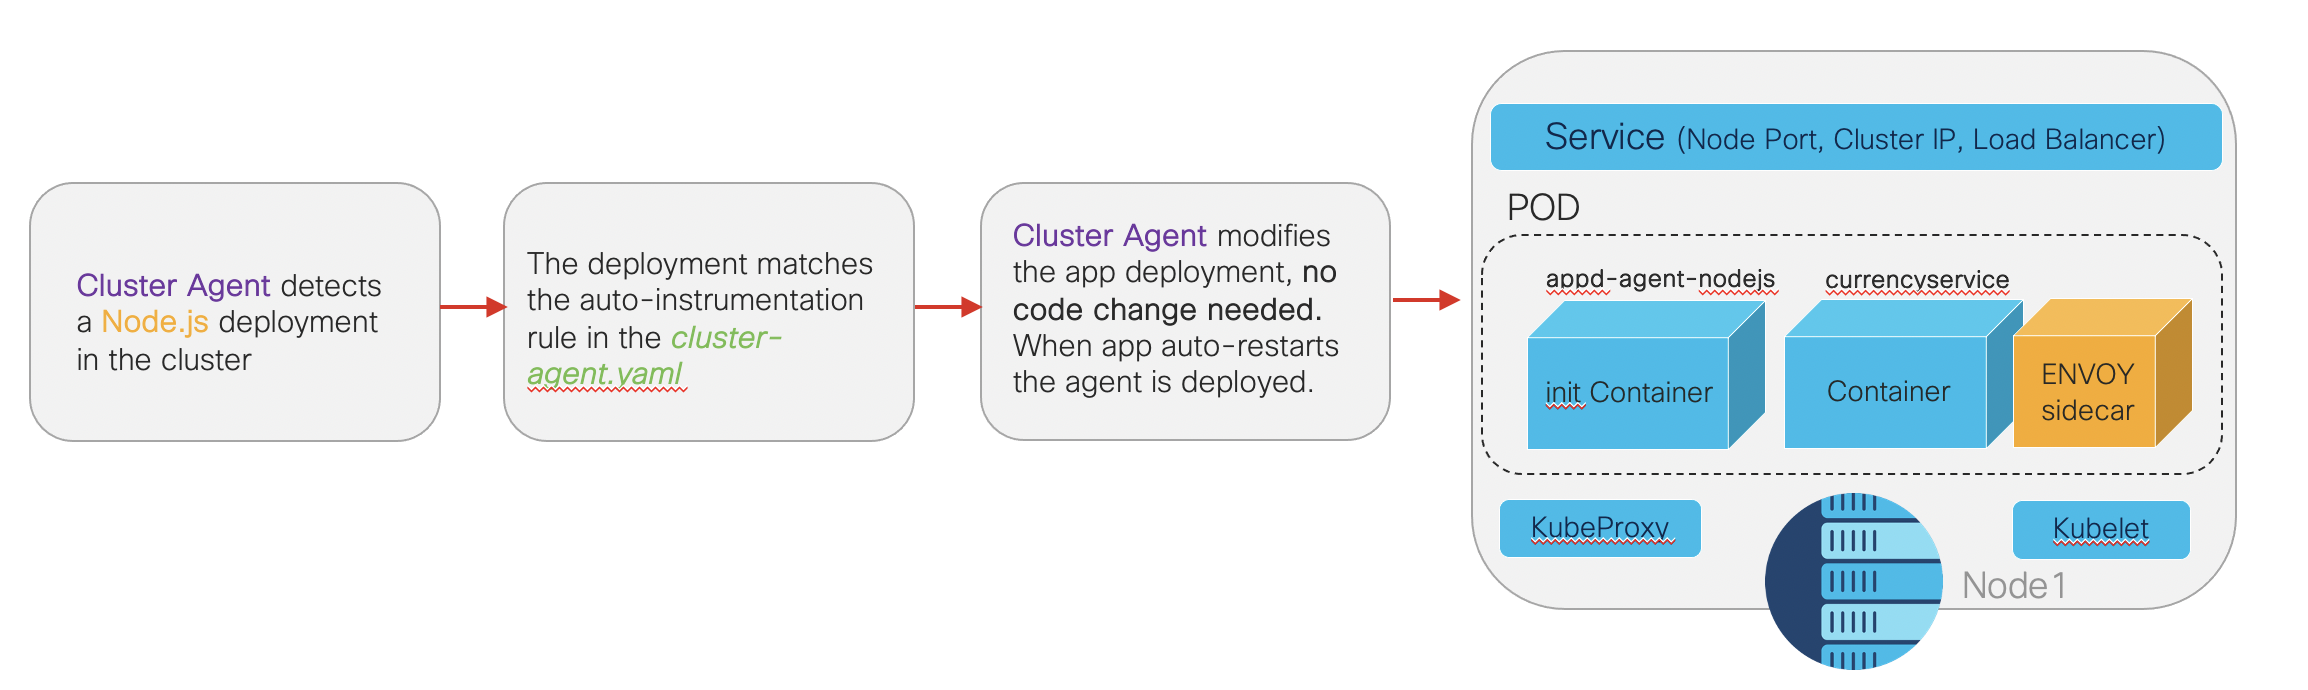 Cluster Agent detects
a Node.js deployment
in the cluster
The deployment matches
the auto-instrumentation
rule in the cluster-
agent.yaml
Cluster Agent modifies
the app deployment, no
code change needed.
When app auto-restarts
the agent is deployed.
Service (Node Port, Cluster IP, Load Balancer)
POD
appd-agent-nodejs
currencyservice
init Container
Container
ENVOY
sidecar
KubeProxy
Kubelet
Node1